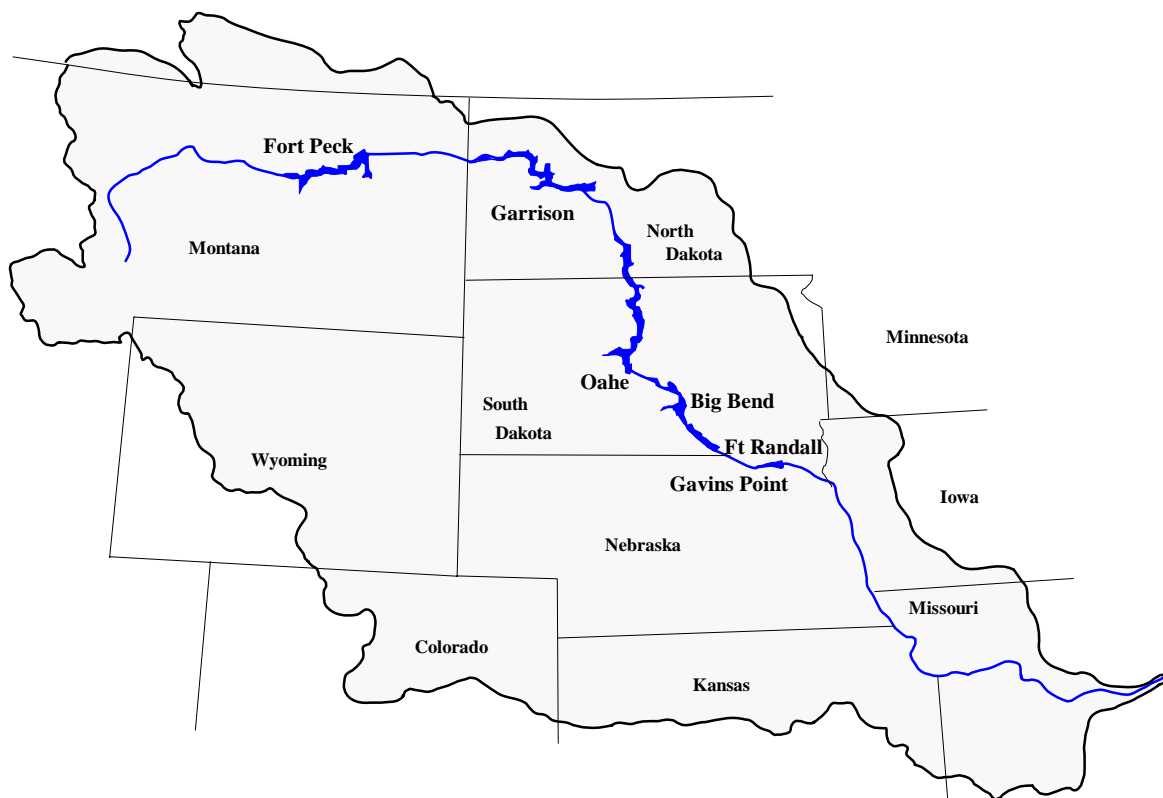 Fort Peck
Garrison
North
Dakota
Montana
Minnesota
Oahe
Big Bend
South
Dakota
Ft Randall
Wyoming
Gavins Point
Iowa
Nebraska
Missouri
Colorado
Kansas